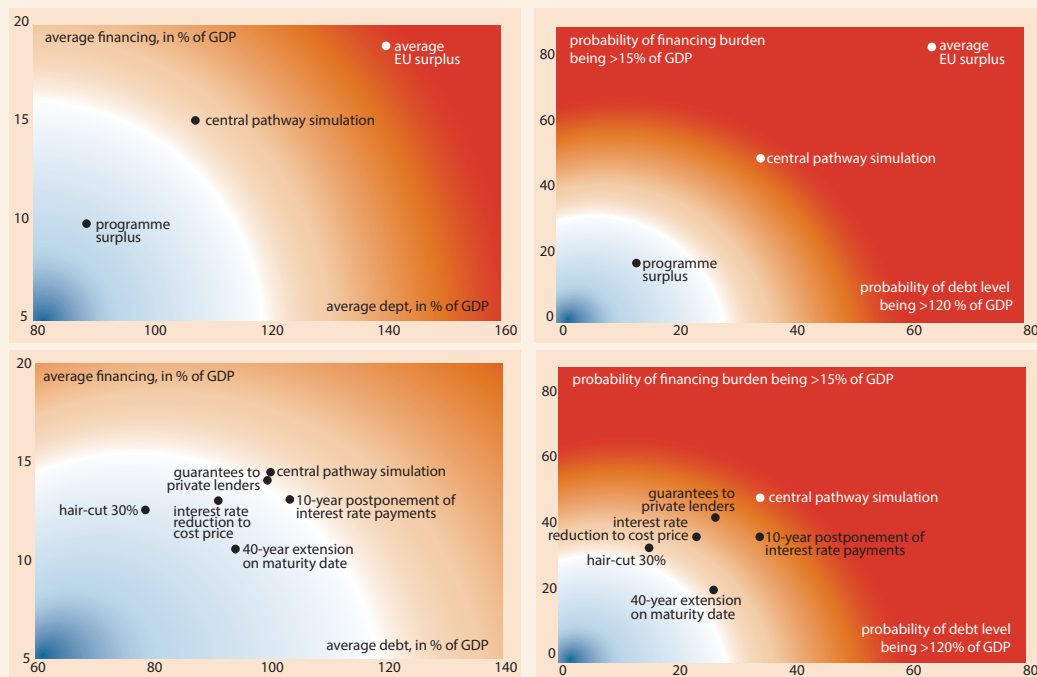 20
average financing, in % of GDP
average
EU surplus
15
central pathway simulation
10
programme
surplus
average dept, in % of GDP
5
80
100
120
140
160
80
probability of financing burden
being >15% of GDP
average
EU surplus
60
central pathway simulation
40
20
programme
surplus
probability of debt level
being >120 % of GDP
0
0
20
40
60
80
20
average financing, in % of GDP
15
guarantees to
private lenders
central pathway simulation
hair-cut 30%
interest rate
reduction to
cost price
10-year postponement of
interest rate payments
10
40-year extension
on maturity date
average debt, in % of GDP
5
60
80
100
120
140
80
probability of financing burden being >15% of GDP
60
guarantees to
private lenders
central pathway simulation
40
interest rate
reduction to cost price
10-year postponement of
interest rate payments
hair-cut 30%
20
40-year extension
on maturity date
probability of debt level
being >120% of GDP
0
0
20
40
60
80